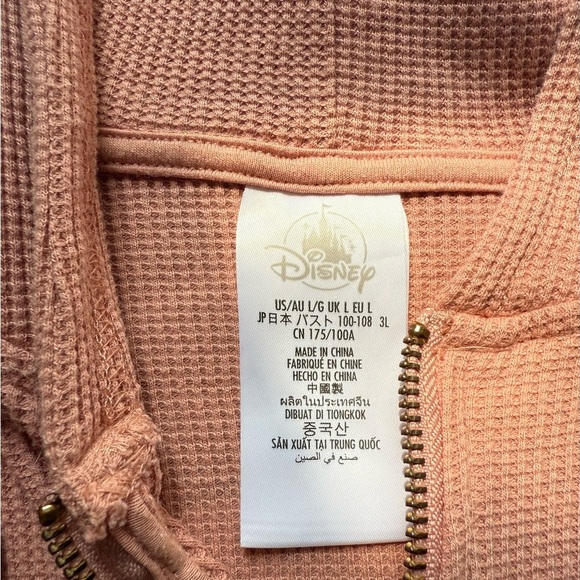 Disney
US/AU L/G UK L EU L
JP日本 バスト 100-108 3L
CN 175/100A
MADE IN CHINA
FABRIQUÉ EN CHINE
HECHO EN CHINA
中國製
ผลิตในประเทศจีน
DIBUAT DI TIONGKOK
중국산
SẢN XUẤT TẠI TRUNG QUỐC
صنع في الصين